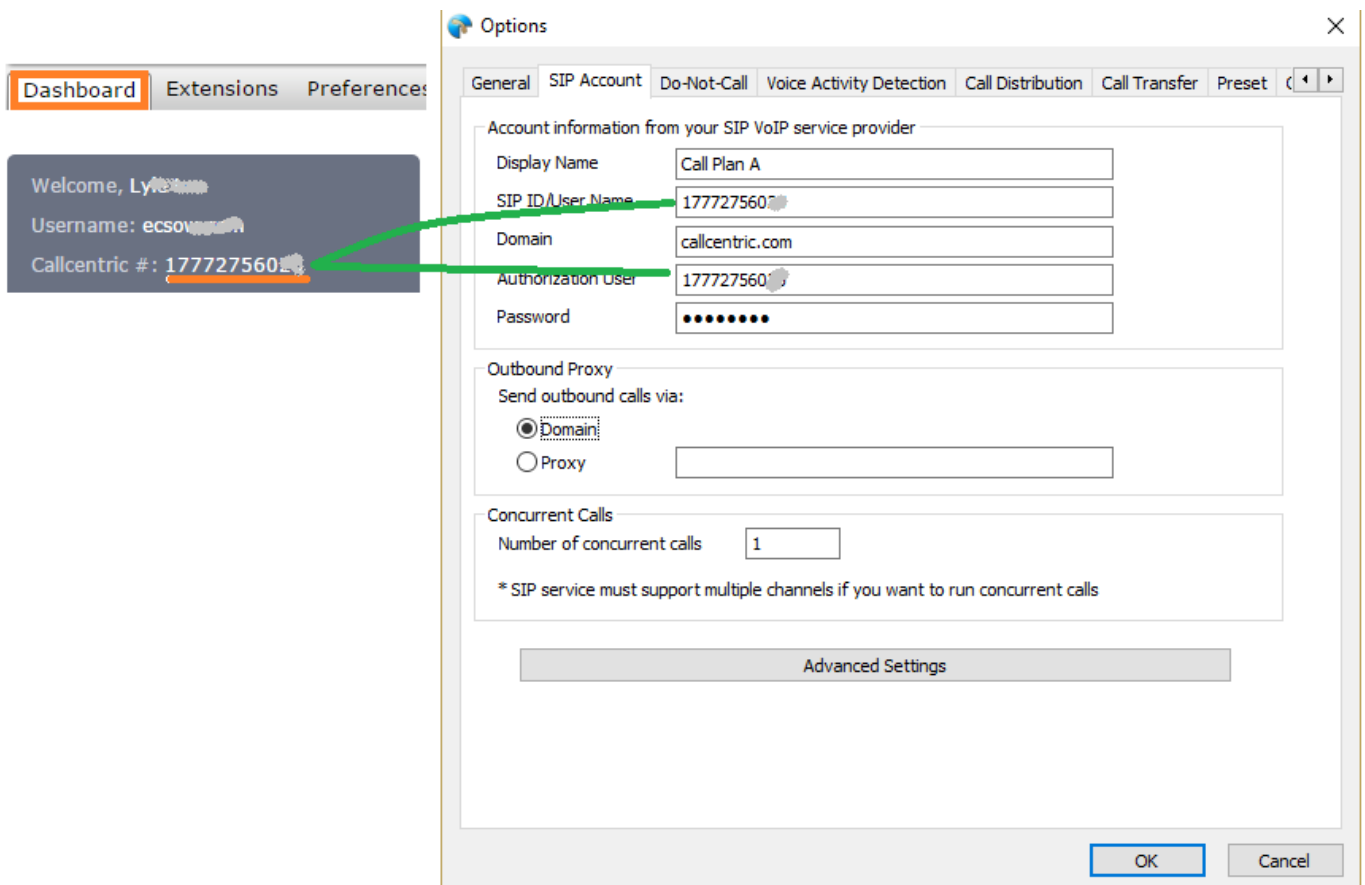 Dashboard Extensions Preferences
Welcome,
Username:
Callcentric #:
Options
General SIP Account Do-Not-Call Voice Activity Detection Call Distribution Call Transfer Preset
Account information from your SIP VoIP service provider
Display Name Call Plan A
SIP ID/User Name
Domain callcentric.com
Authorization User
Password
Outbound Proxy
Send outbound calls via:
Domain
Proxy
Concurrent Calls
Number of concurrent calls 1
* SIP service must support multiple channels if you want to run concurrent calls
Advanced Settings
OK Cancel